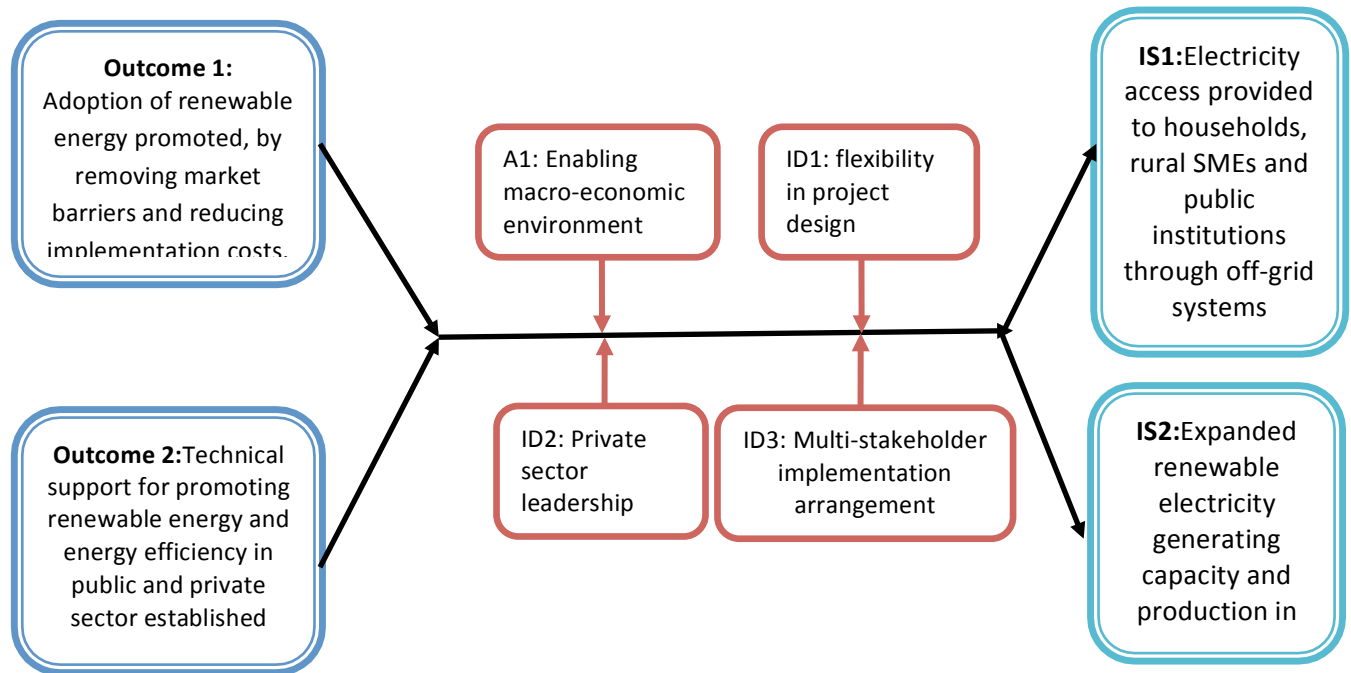 Outcome 1:
Adoption of renewable
energy promoted, by
removing market
barriers and reducing
implementation costs.
Outcome 2:Technical
support for promoting
renewable energy and
energy efficiency in
public and private
sector established
A1: Enabling
macro-economic
environment
ID1: flexibility
in project
design
ID2: Private
sector
leadership
ID3: Multi-stakeholder
implementation
arrangement
IS1:Electricity
access provided
to households,
rural SMEs and
public
institutions
through off-grid
systems
IS2:Expanded
renewable
electricity
generating
capacity and
production in